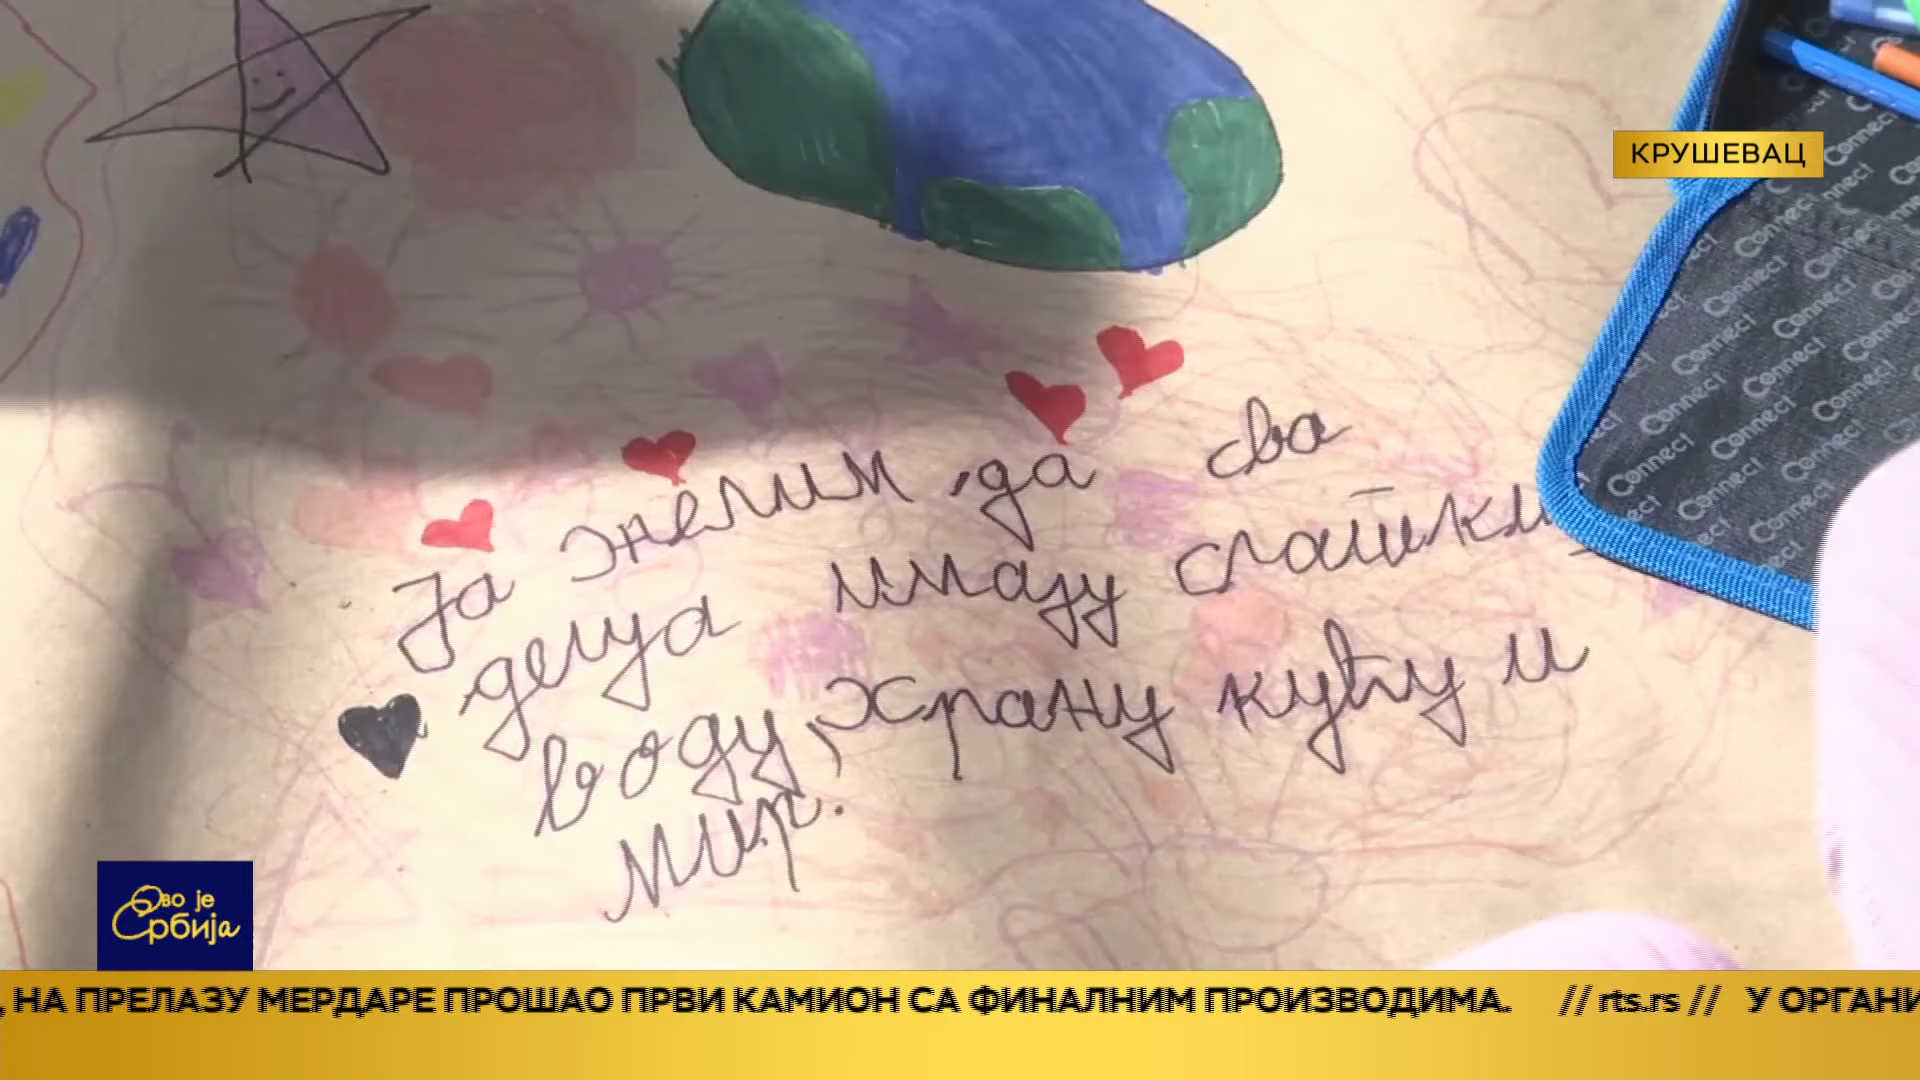 КРУШЕВАЦ
Connect
Ја желим, да сва
деца имају слатки
воду, храну кућу и
мир.
Ово је
Србија
, НА ПРЕЛАЗУ МЕРДАРЕ ПРОШАО ПРВИ КАМИОН СА ФИНАЛНИМ ПРОИЗВОДИМА. // rts.rs // У ОРГАНИ